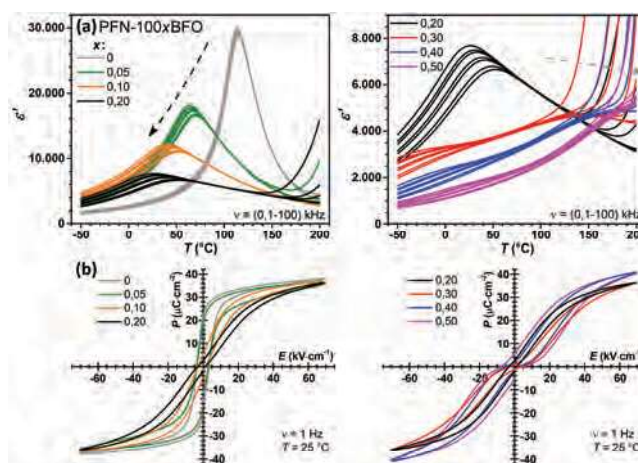 (a) PFN-100xBFO
x:
0
0,05
0,10
0,20
30.000
20.000
10.000
0
ε'
-50 0 50 100 150 200
T (°C)
ν = (0,1-100) kHz
0,20
0,30
0,40
0,50
8.000
6.000
4.000
2.000
0
ε'
-50 0 50 100 150 200
T (°C)
ν = (0,1-100) kHz
(b)
0
0,05
0,10
0,20
P (μC·cm⁻²)
40
30
20
10
-10
-20
-30
-40
E (kV·cm⁻¹)
-60 -40 -20 0 20 40 60
ν = 1 Hz
T = 25 °C
0,20
0,30
0,40
0,50
P (μC·cm⁻²)
40
30
20
10
-10
-20
-30
-40
E (kV·cm⁻¹)
-60 -40 -20 0 20 40 60
ν = 1 Hz
T = 25 °C